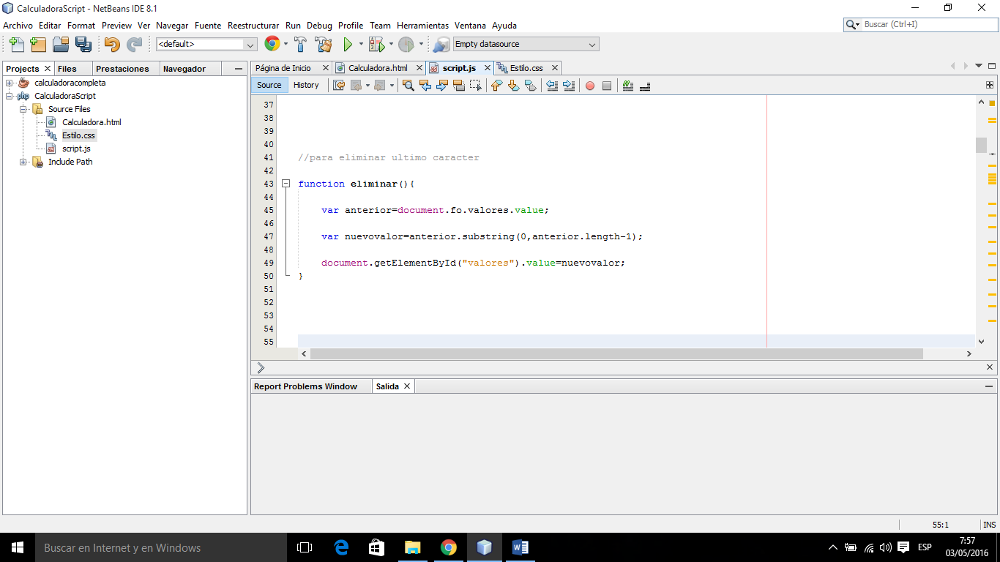 CalculadoraScript - NetBeans IDE 8.1
Archivo Editar Format Preview Ver Navegar Fuente Reestructurar Run Debug Profile Team Herramientas Ventana Ayuda
Buscar (Ctrl+I)
<default>
Empty datasource
Projects Files Prestaciones Navegador
Página de Inicio Calculadora.html script.js Estilo.css
calculadoracompleta
CalculadoraScript
Source Files
Calculadora.html
Estilo.css
script.js
Include Path
Source History
37
38
39
40
41 //para eliminar ultimo caracter
42
43 function eliminar(){
44
45 var anterior=document.fo.valores.value;
46
47 var nuevovalor=anterior.substring(0,anterior.length-1);
48
49 document.getElementById("valores").value=nuevovalor;
50 }
51
52
53
54
55
Report Problems Window Salida
55:1 INS
Buscar en Internet y en Windows
ESP
7:57
03/05/2016